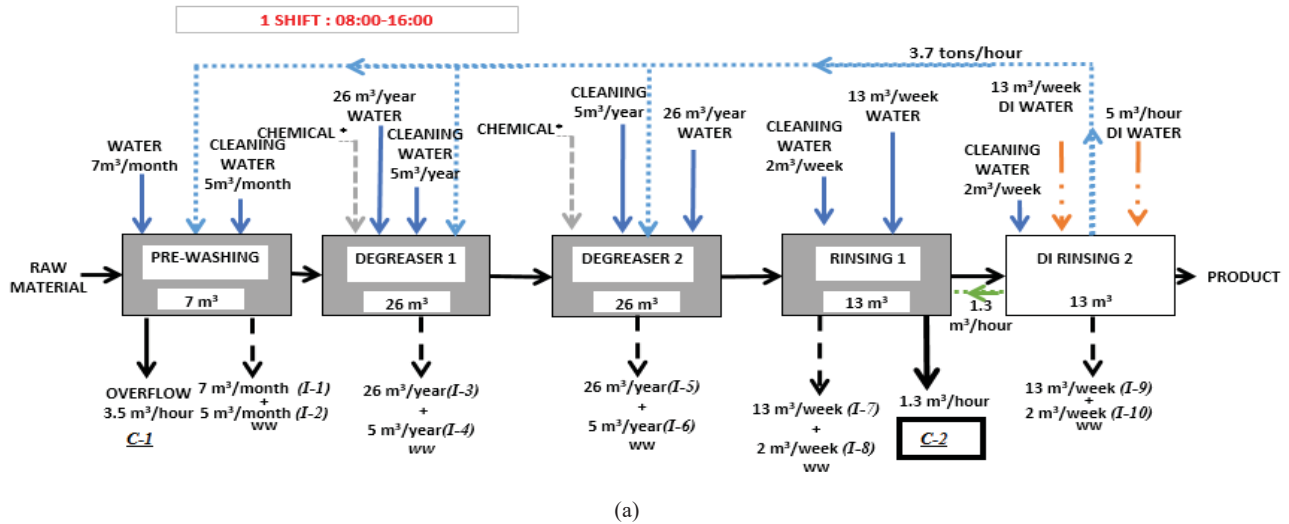 1 SHIFT : 08:00-16:00
3.7 tons/hour
WATER
7m³/month
CLEANING
WATER
5m³/month
CHEMICAL +
26 m³/year
WATER
CLEANING
WATER
5m³/year
CHEMICAL+
CLEANING
5m³/year
26 m³/year
WATER
CLEANING
WATER
2m³/week
13 m³/week
WATER
CLEANING
WATER
2m³/week
13 m³/week
DI WATER
5 m³/hour
DI WATER
RAW
MATERIAL
PRE-WASHING
7 m³
DEGREASER 1
26 m³
DEGREASER 2
26 m³
RINSING 1
13 m³
1.3
m³/hour
DI RINSING 2
13 m³
PRODUCT
OVERFLOW
3.5 m³/hour
C-1
7 m³/month (I-1)
+
5 m³/month (I-2)
ww
26 m³/year(I-3)
+
5 m³/year(I-4)
ww
26 m³/year(I-5)
+
5 m³/year(I-6)
ww
13 m³/week (I-7)
+
2 m³/week (I-8)
ww
1.3 m³/hour
C-2
13 m³/week (I-9)
+
2 m³/week (I-10)
ww
(a)